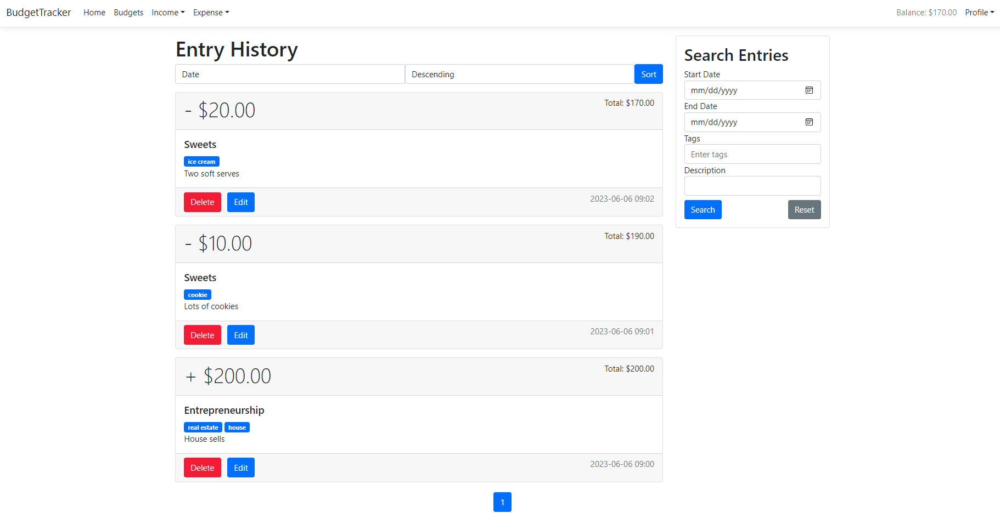 BudgetTracker Home Budgets Income Expense Balance: $170.00 Profile
Entry History
Date Descending Sort
- $20.00 Total: $170.00
Sweets
ice cream
Two soft serves
Delete Edit 2023-06-06 09:02
- $10.00 Total: $190.00
Sweets
cookie
Lots of cookies
Delete Edit 2023-06-06 09:01
+ $200.00 Total: $200.00
Entrepreneurship
real estate house
House sells
Delete Edit 2023-06-06 09:00
1
Search Entries
Start Date
mm/dd/yyyy
End Date
mm/dd/yyyy
Tags
Enter tags
Description
Search Reset